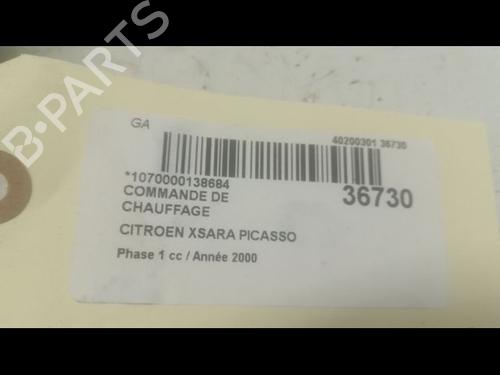 B-PARTS
GA
40200301 36730
*1070000138684
36730
COMMANDE DE
CHAUFFAGE
CITROEN XSARA PICASSO
Phase 1 cc / Année 2000